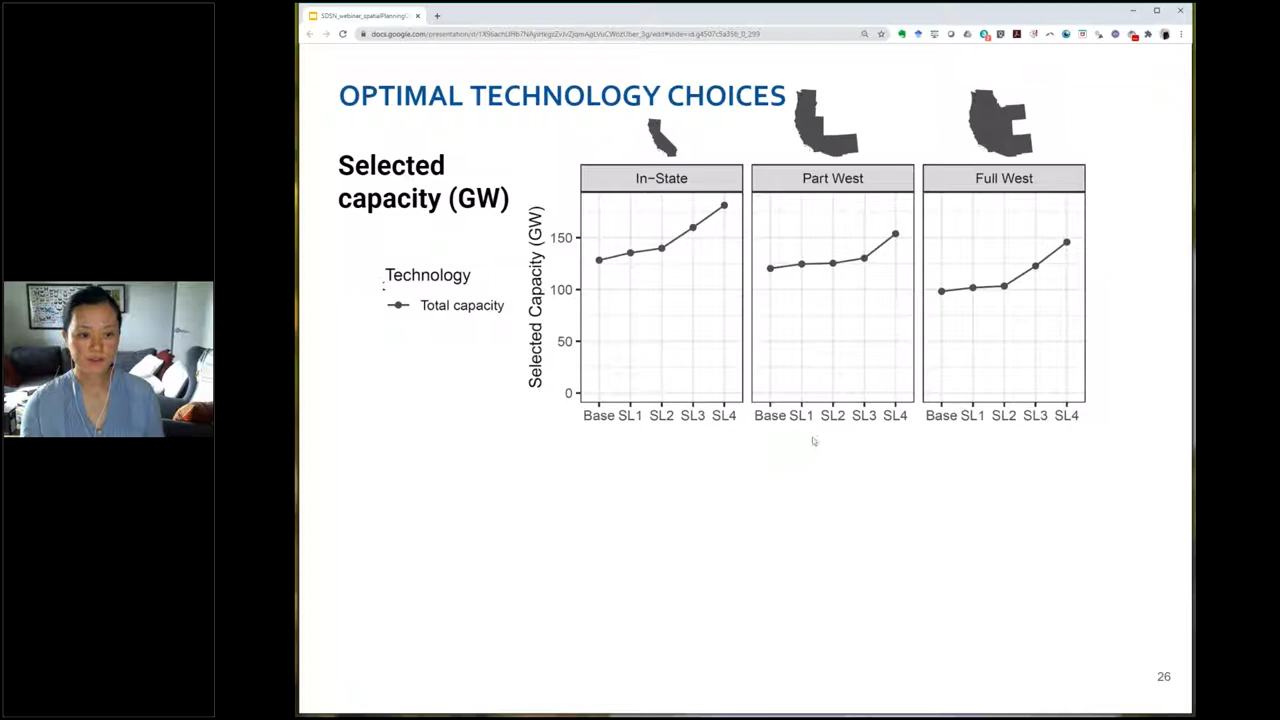 SDSN_webinar_spatialPlanning
OPTIMAL TECHNOLOGY CHOICES
Selected
capacity (GW)
Technology
Total capacity
In-State
Part West
Full West
Selected Capacity (GW)
150
100
50
0
Base SL1 SL2 SL3 SL4
Base SL1 SL2 SL3 SL4
Base SL1 SL2 SL3 SL4
26